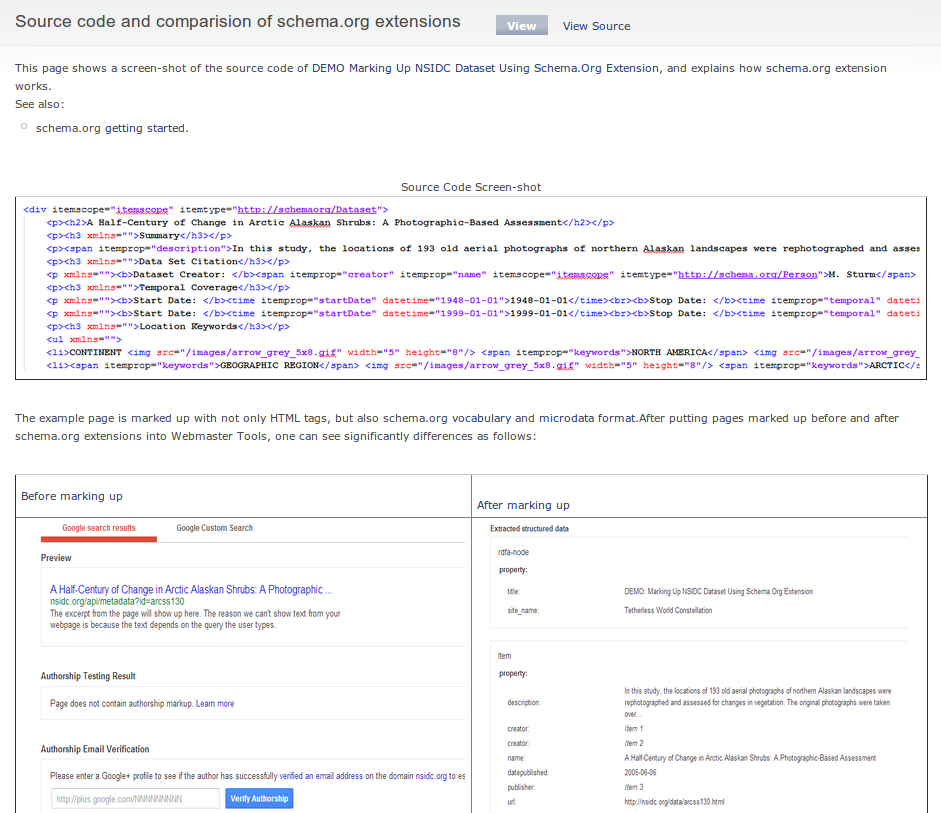 Source code and comparision of schema.org extensions
View
View Source
This page shows a screen-shot of the source code of DEMO Marking Up NSIDC Dataset Using Schema.Org Extension, and explains how schema.org extension
works.
See also:
schema.org getting started.
Source Code Screen-shot
<div itemscope="itemscope" itemtype="http://schemaorg/Dataset">
<p><h2>A Half-Century of Change in Arctic Alaskan Shrubs: A Photographic-Based Assessment</h2></p>
<p><h3 xmlns="">Summary</h3></p>
<p><span itemprop="description">In this study, the locations of 193 old aerial photographs of northern Alaskan landscapes were rephotographed and asses
<p><h3 xmlns="">Data Set Citation</h3></p>
<p xmlns=""><b>Dataset Creator: </b><span itemprop="creator" itemprop="name" itemscope="itemscope" itemtype="http://schema.org/Person">M. Sturm</span>
<p><h3 xmlns="">Temporal Coverage</h3></p>
<p xmlns=""><b>Start Date: </b><time itemprop="startDate" datetime="1948-01-01">1948-01-01</time><br><b>Stop Date: </b><time itemprop="temporal" dateti
<p xmlns=""><b>Start Date: </b><time itemprop="startDate" datetime="1999-01-01">1999-01-01</time><br><b>Stop Date: </b><time itemprop="temporal" dateti
<p><h3 xmlns="">Location Keywords</h3></p>
<ul xmlns="">
<li>CONTINENT <img src="/images/arrow_grey_5x8.gif" width="5" height="8"/> <span itemprop="keywords">NORTH AMERICA</span> <img src="/images/arrow_grey_
<li><span itemprop="keywords">GEOGRAPHIC REGION</span> <img src="/images/arrow_grey_5x8.gif" width="5" height="8"/> <span itemprop="keywords">ARCTIC</s
The example page is marked up with not only HTML tags, but also schema.org vocabulary and microdata format.After putting pages marked up before and after
schema.org extensions into Webmaster Tools, one can see significantly differences as follows:
Before marking up
Google search results
Google Custom Search
Preview
A Half-Century of Change in Arctic Alaskan Shrubs: A Photographic ...
nsidc.org/api/metadata?id=arcss130
The excerpt from the page will show up here. The reason we can't show text from your
webpage is because the text depends on the query the user types.
Authorship Testing Result
Page does not contain authorship markup. Learn more
Authorship Email Verification
Please enter a Google+ profile to see if the author has successfully verified an email address on the domain nsidc.org to es
http://plus.google.com/NNNNNNNNN
Verify Authorship
After marking up
Extracted structured data
rdfa-node
property:
title: DEMO: Marking Up NSIDC Dataset Using Schema.Org Extension
site_name: Tetherless World Constellation
Item
property:
In this study, the locations of 193 old aerial photographs of northern Alaskan landscapes were
description: rephotographed and assessed for changes in vegetation. The original photographs were taken
over...
creator: Item 1
creator: Item 2
name: A Half-Century of Change in Arctic Alaskan Shrubs: A Photographic-Based Assessment
datepublished: 2005-06-06
publisher: Item 3
url: http://nsidc.org/data/arcss130.html